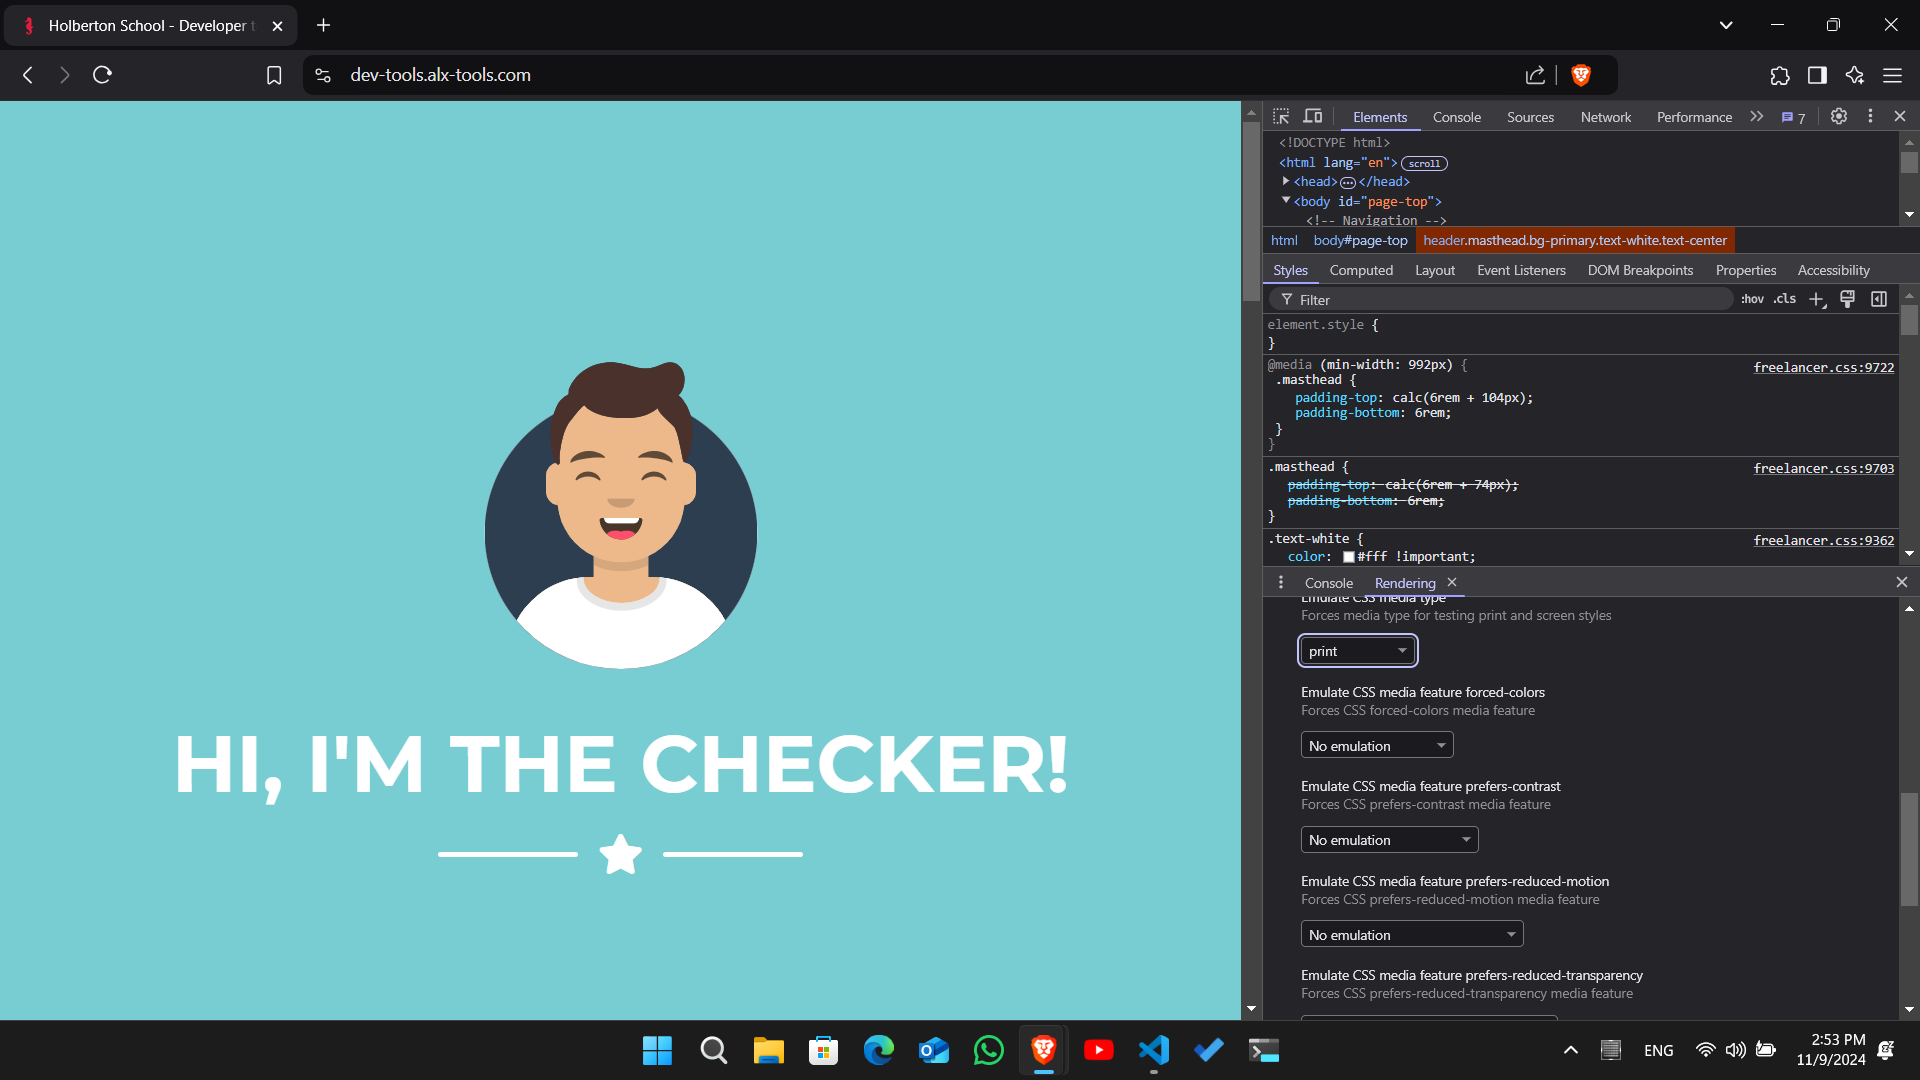 Holberton School - Developer t
dev-tools.alx-tools.com
Elements
Console
Sources
Network
Performance
7
<!DOCTYPE html>
<html lang="en"> scroll
<head> </head>
<body id="page-top">
<!-- Navigation -->
html
body#page-top
header.masthead.bg-primary.text-white.text-center
Styles
Computed
Layout
Event Listeners
DOM Breakpoints
Properties
Accessibility
Filter
:hov
.cls
element.style {
}
@media (min-width: 992px) {
freelancer.css:9722
.masthead {
padding-top: calc(6rem + 104px);
padding-bottom: 6rem;
}
}
.masthead {
freelancer.css:9703
padding-top: calc(6rem + 74px);
padding-bottom: 6rem;
}
.text-white {
freelancer.css:9362
color: #fff !important;
Console
Rendering
Emulate CSS media type
Forces media type for testing print and screen styles
print
Emulate CSS media feature forced-colors
Forces CSS forced-colors media feature
No emulation
Emulate CSS media feature prefers-contrast
Forces CSS prefers-contrast media feature
No emulation
Emulate CSS media feature prefers-reduced-motion
Forces CSS prefers-reduced-motion media feature
No emulation
Emulate CSS media feature prefers-reduced-transparency
Forces CSS prefers-reduced-transparency media feature
HI, I'M THE CHECKER!
ENG
2:53 PM
11/9/2024